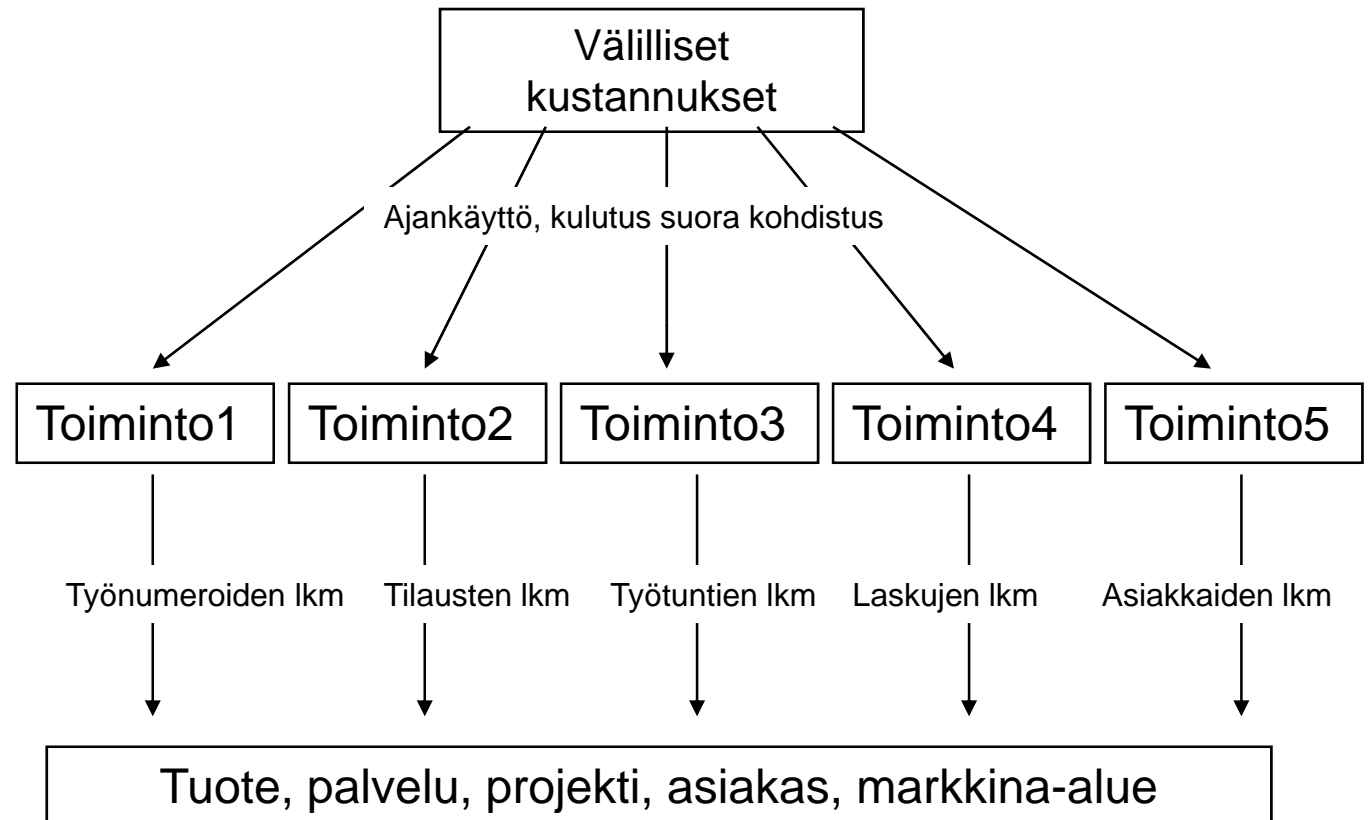 Välilliset
kustannukset
Ajankäyttö, kulutus suora kohdistus
Toiminto1 Toiminto2 Toiminto3 Toiminto4 Toiminto5
Työnumeroiden lkm Tilausten lkm Työtuntien lkm Laskujen lkm Asiakkaiden lkm
Tuote, palvelu, projekti, asiakas, markkina-alue